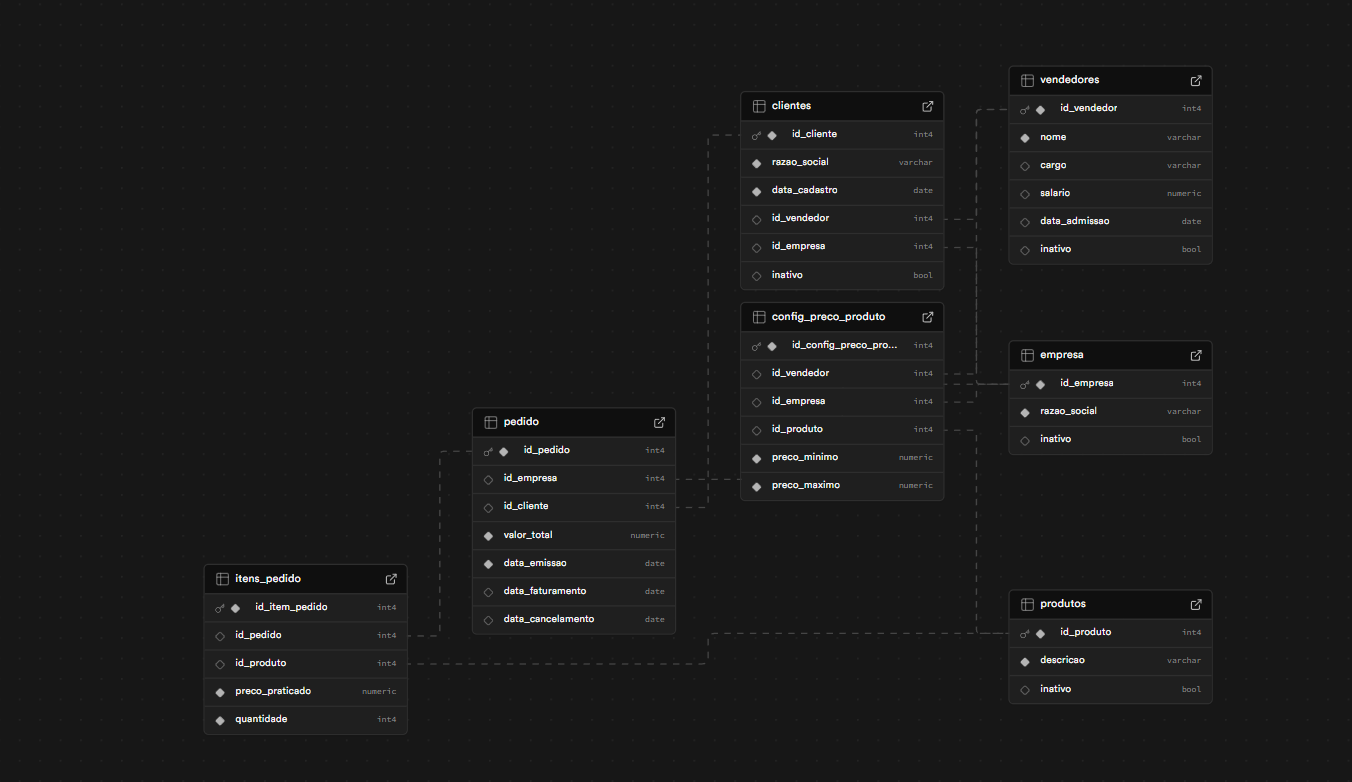 vendedores
id_vendedor int4
nome varchar
cargo varchar
salario numeric
data_admissao date
inativo bool
clientes
id_cliente int4
razao_social varchar
data_cadastro date
id_vendedor int4
id_empresa int4
inativo bool
config_preco_produto
id_config_preco_pro... int4
id_vendedor int4
id_empresa int4
id_produto int4
preco_minimo numeric
preco_maximo numeric
empresa
id_empresa int4
razao_social varchar
inativo bool
pedido
id_pedido int4
id_empresa int4
id_cliente int4
valor_total numeric
data_emissao date
data_faturamento date
data_cancelamento date
itens_pedido
id_item_pedido int4
id_pedido int4
id_produto int4
preco_praticado numeric
quantidade int4
produtos
id_produto int4
descricao varchar
inativo bool